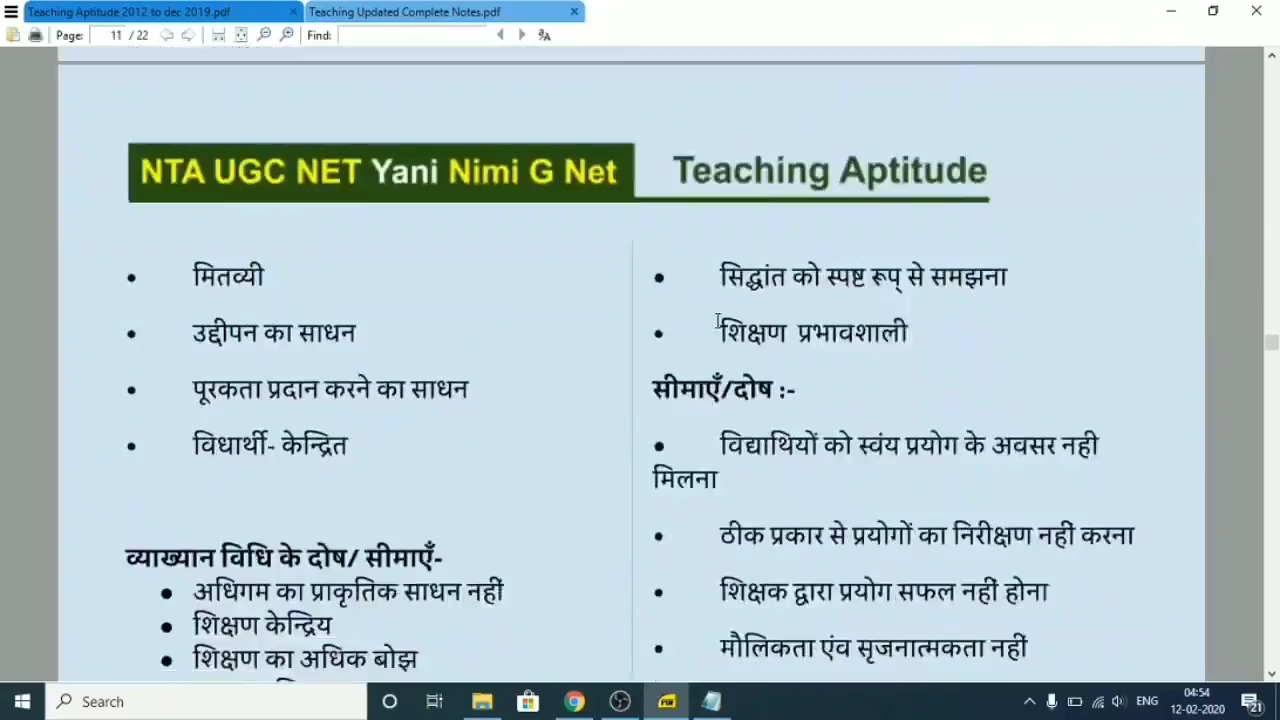 Teaching Aptitude 2012 to dec 2019.pdf × Teaching Updated Complete Notes.pdf ×
Page: 11 / 22 Find:
NTA UGC NET Yani Nimi G Net Teaching Aptitude
• मितव्यी
• उद्दीपन का साधन
• पूरकता प्रदान करने का साधन
• विधार्थी- केन्द्रित
व्याख्यान विधि के दोष/ सीमाएँ-
● अधिगम का प्राकृतिक साधन नहीं
● शिक्षण केन्द्रिय
● शिक्षण का अधिक बोझ
• सिद्धांत को स्पष्ट रूप् से समझना
• शिक्षण प्रभावशाली
सीमाएँ/दोष :-
• विद्याथियों को स्वंय प्रयोग के अवसर नही
मिलना
• ठीक प्रकार से प्रयोगों का निरीक्षण नहीं करना
• शिक्षक द्वारा प्रयोग सफल नहीं होना
• मौलिकता एंव सृजनात्मकता नहीं
Search
ENG
04:54
12-02-2020
21